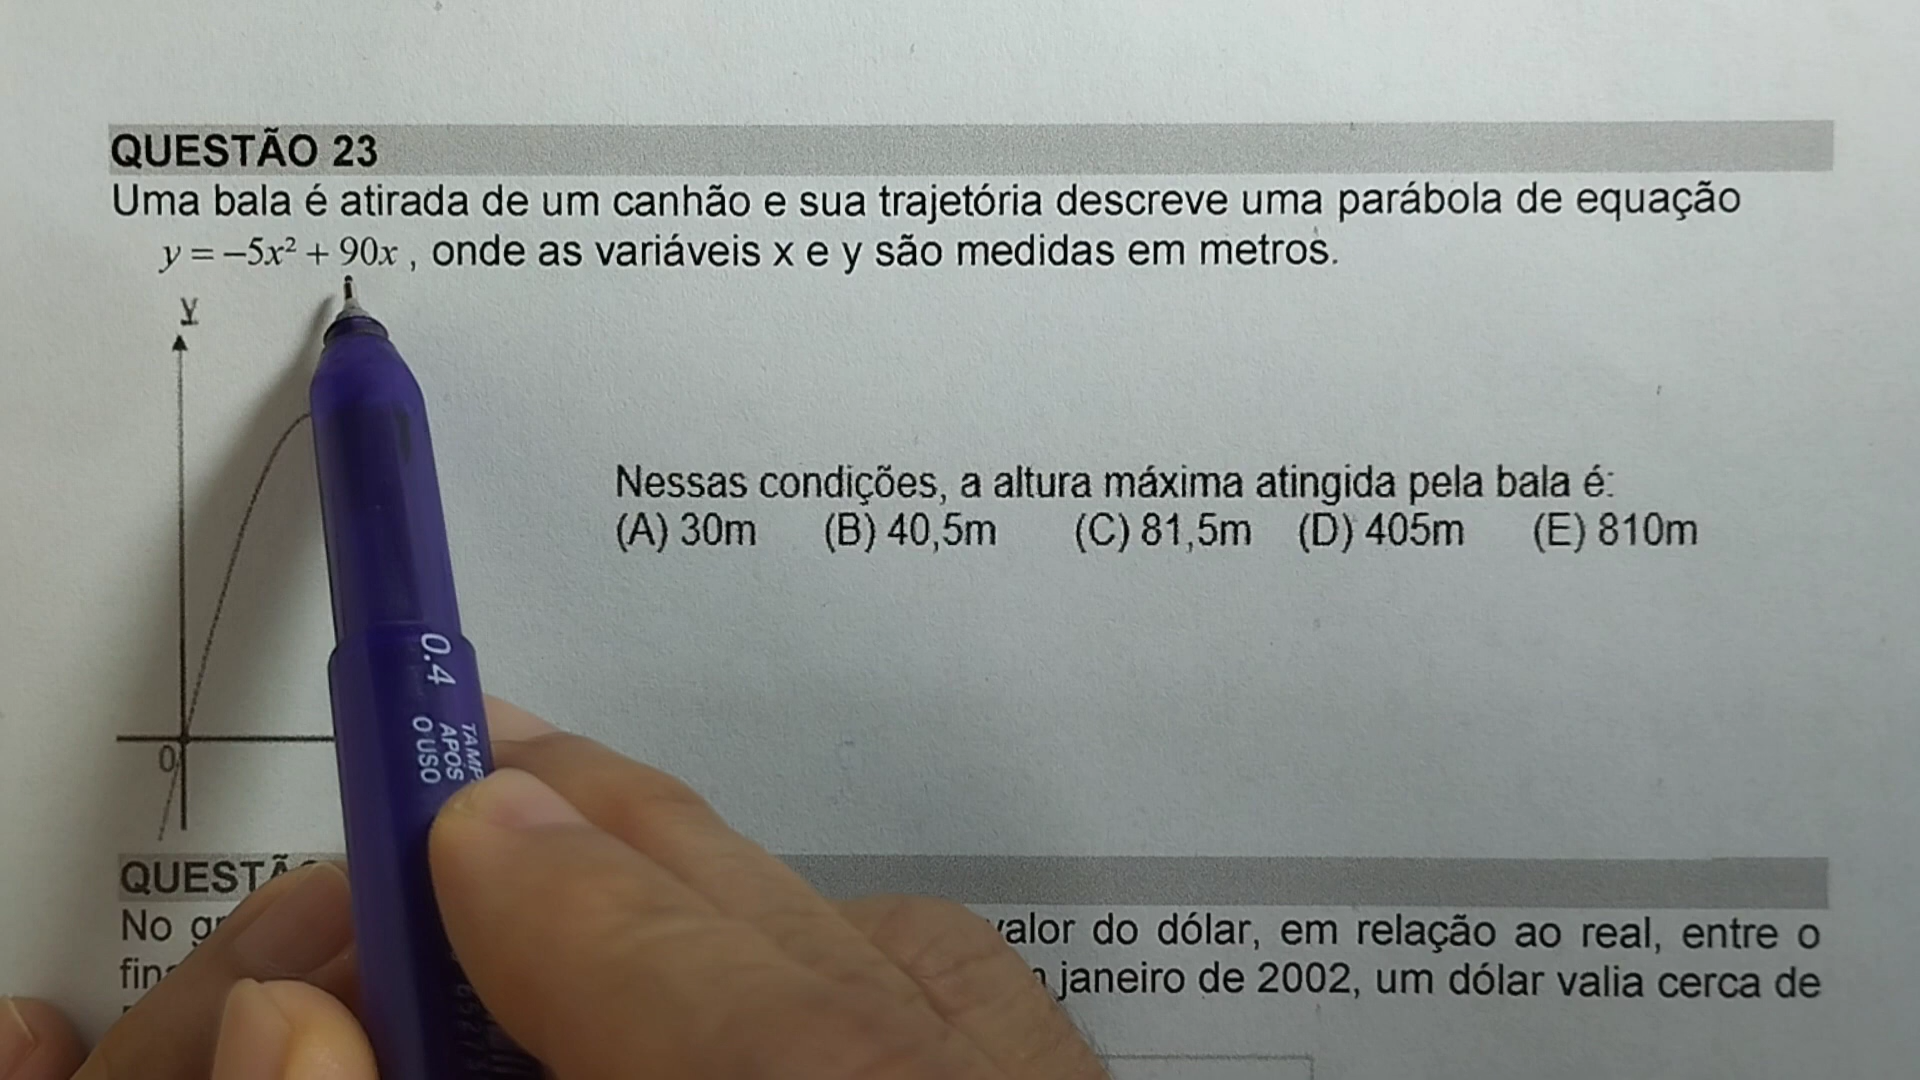 QUESTÃO 23
Uma bala é atirada de um canhão e sua trajetória descreve uma parábola de equação
y = −5x² + 90x , onde as variáveis x e y são medidas em metros.
y
Nessas condições, a altura máxima atingida pela bala é:
(A) 30m (B) 40,5m (C) 81,5m (D) 405m (E) 810m
0.4
TAMP
APÓS
O USO
0
No valor do dólar, em relação ao real, entre o
janeiro de 2002, um dólar valia cerca de